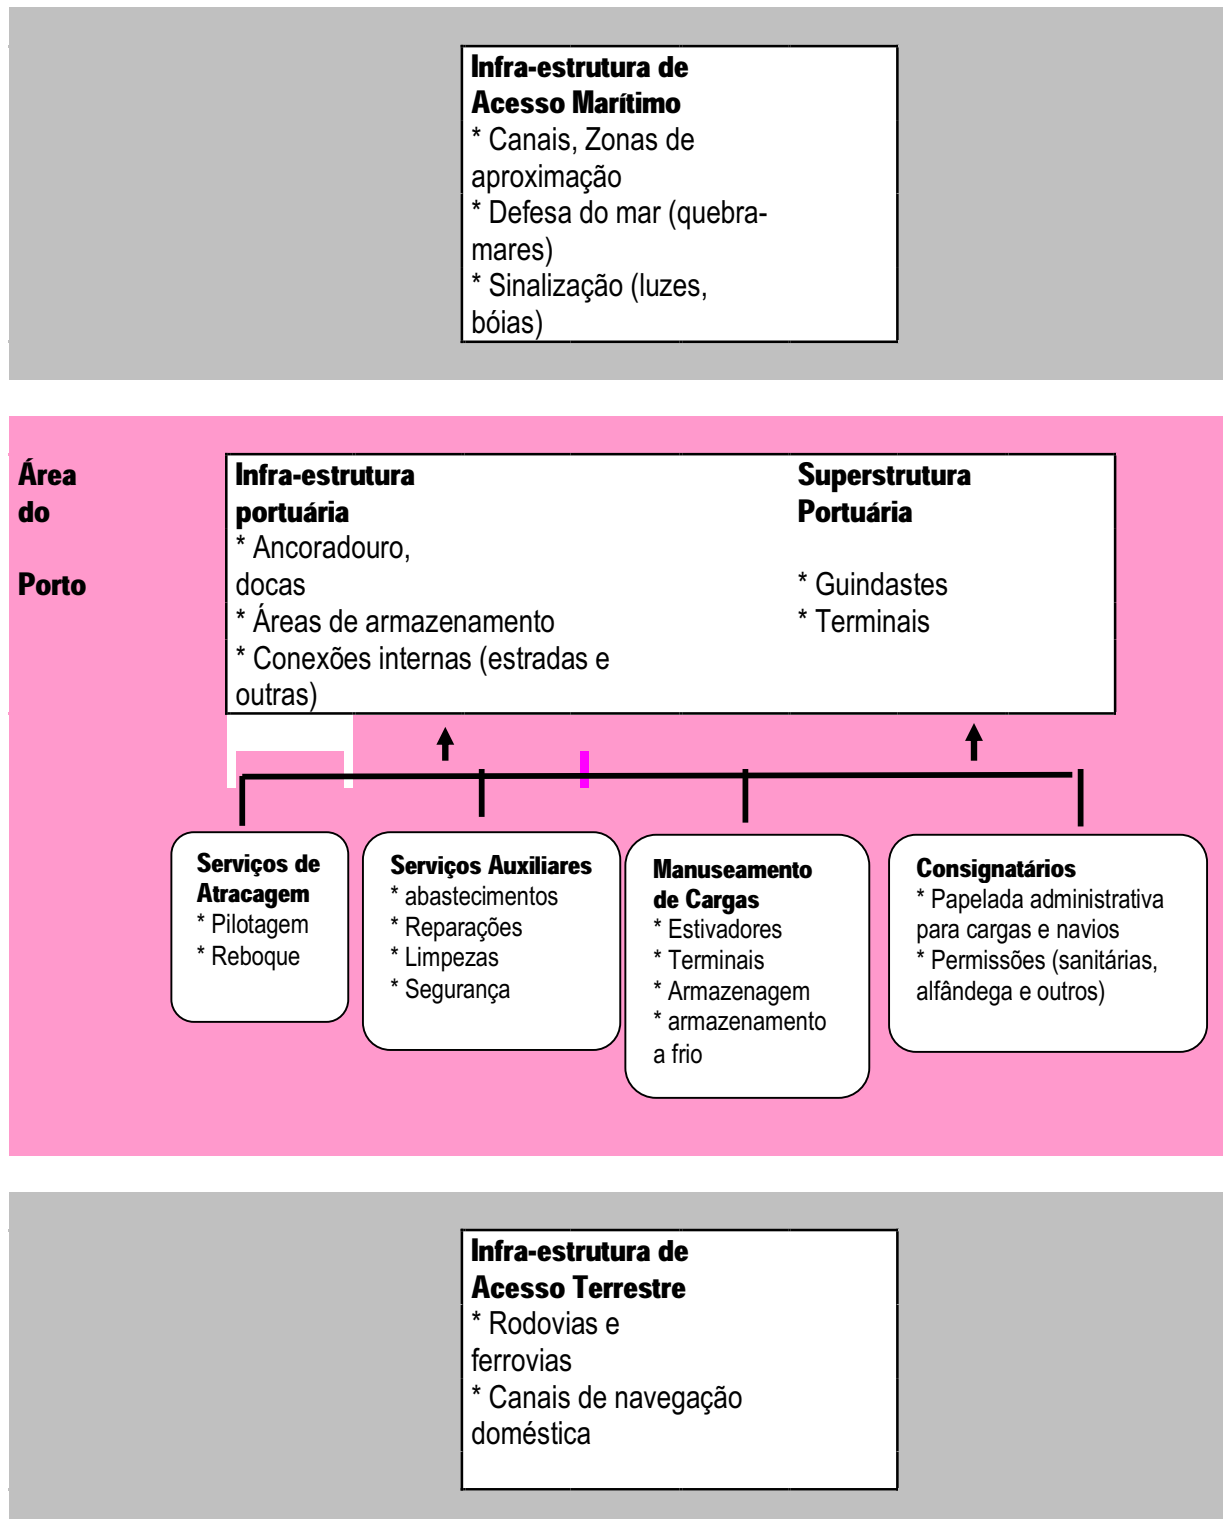 Infra-estrutura de
Acesso Marítimo
* Canais, Zonas de
aproximação
* Defesa do mar (quebra-
mares)
* Sinalização (luzes,
bóias)
Área
do
Porto
Infra-estrutura
portuária
* Ancoradouro,
docas
* Áreas de armazenamento
* Conexões internas (estradas e
outras)
Superstrutura
Portuária
* Guindastes
* Terminais
Serviços de
Atracagem
* Pilotagem
* Reboque
Serviços Auxiliares
* abastecimentos
* Reparações
* Limpezas
* Segurança
Manuseamento
de Cargas
* Estivadores
* Terminais
* Armazenagem
* armazenamento
a frio
Consignatários
* Papelada administrativa
para cargas e navios
* Permissões (sanitárias,
alfândega e outros)
Infra-estrutura de
Acesso Terrestre
* Rodovias e
ferrovias
* Canais de navegação
doméstica